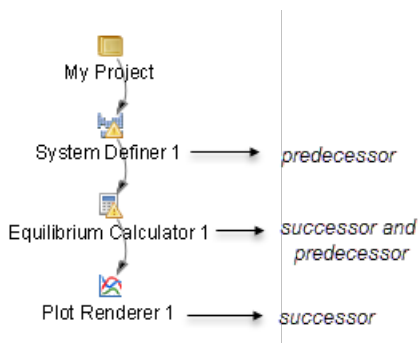 My Project
System Definer 1
predecessor
Equilibrium Calculator 1
successor and
predecessor
Plot Renderer 1
successor